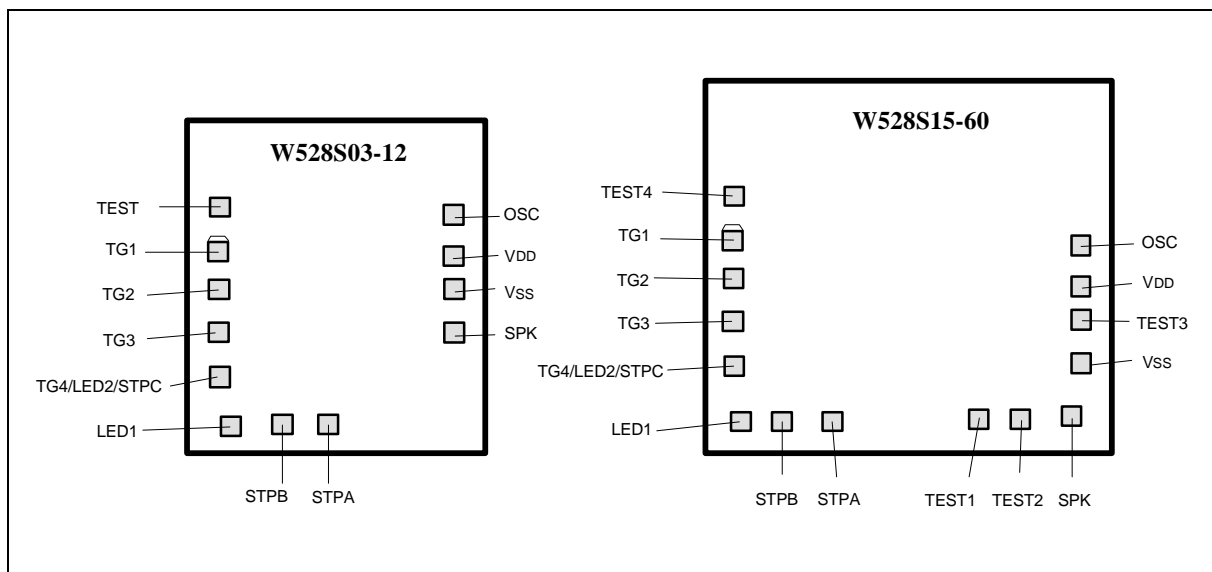 W528S03-12
TEST
TG1
TG2
TG3
TG4/LED2/STPC
LED1
STPB
STPA
OSC
VDD
VSS
SPK
W528S15-60
TEST4
TG1
TG2
TG3
TG4/LED2/STPC
LED1
STPB
STPA
TEST1
TEST2
SPK
OSC
VDD
TEST3
VSS